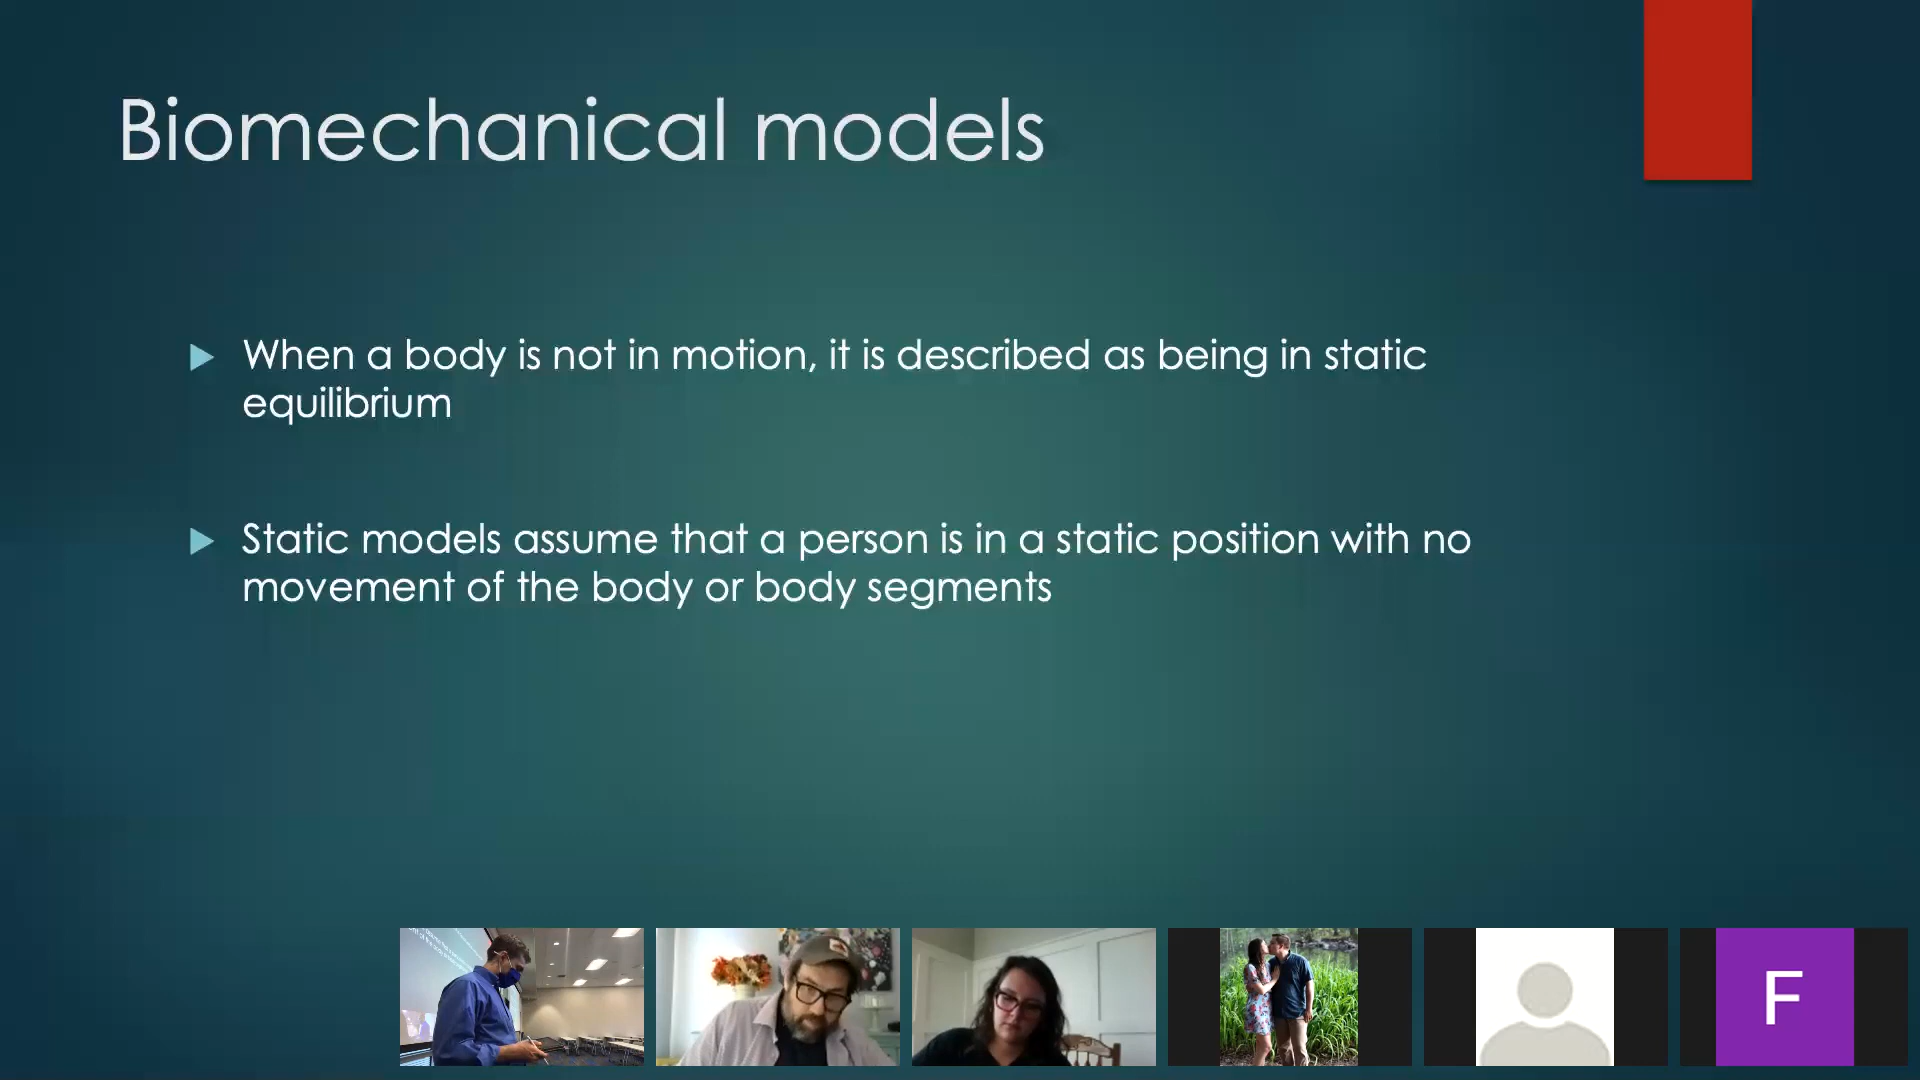 Biomechanical models
When a body is not in motion, it is described as being in static
equilibrium
Static models assume that a person is in a static position with no
movement of the body or body segments
F